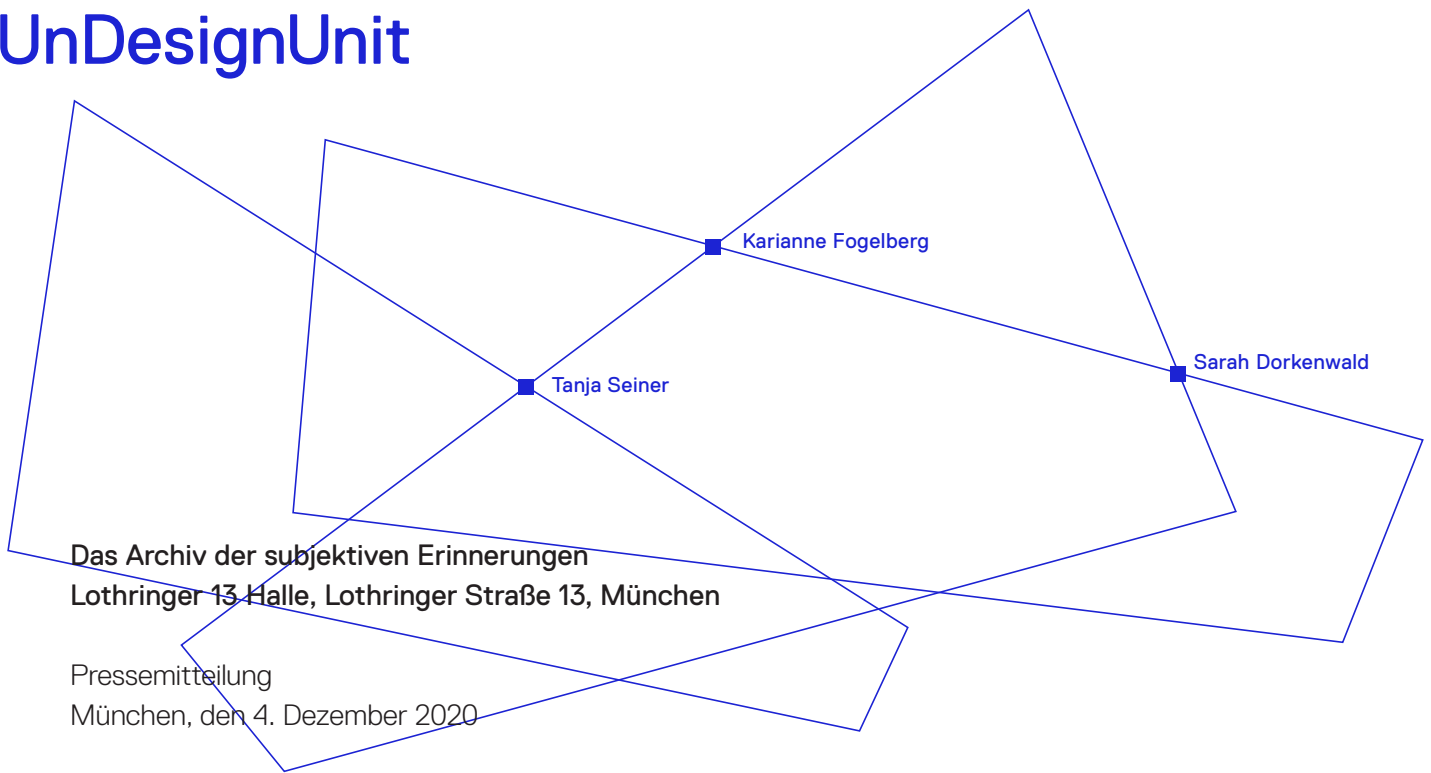 UnDesignUnit
Karianne Fogelberg
Sarah Dorkenwald
Tanja Seiner
Das Archiv der subjektiven Erinnerungen
Lothringer 13 Halle, Lothringer Straße 13, München
Pressemitteilung
München, den 4. Dezember 2020